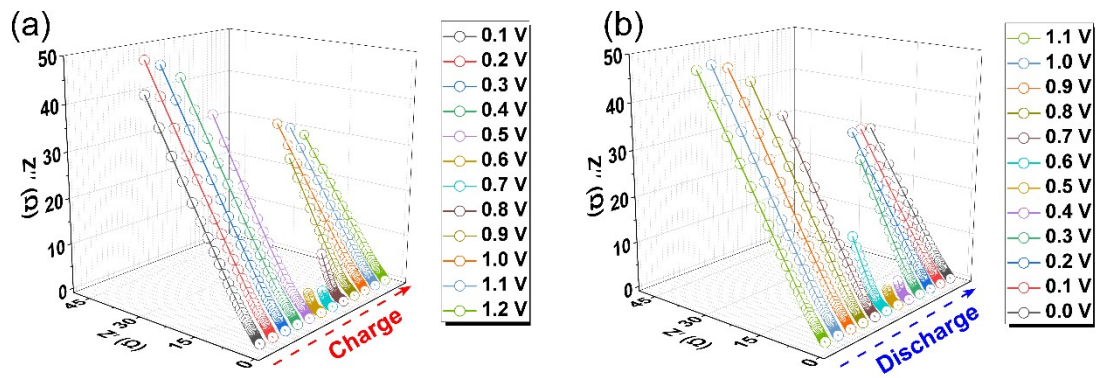 (a)
50
40
30
20
10
0
Z'' (Ω)
45
30
15
0
Z' (Ω)
Charge
0.1 V
0.2 V
0.3 V
0.4 V
0.5 V
0.6 V
0.7 V
0.8 V
0.9 V
1.0 V
1.1 V
1.2 V
(b)
50
40
30
20
10
0
Z'' (Ω)
45
30
15
0
Z' (Ω)
Discharge
1.1 V
1.0 V
0.9 V
0.8 V
0.7 V
0.6 V
0.5 V
0.4 V
0.3 V
0.2 V
0.1 V
0.0 V